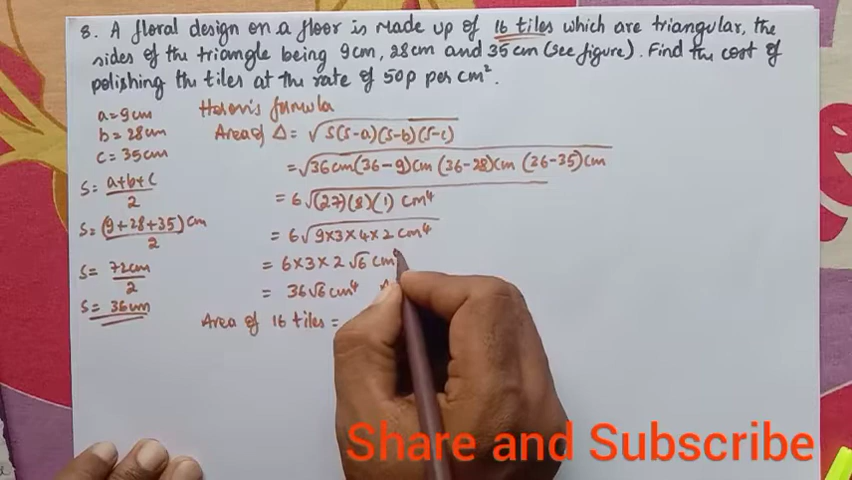 8. A floral design on a floor is made up of 16 tiles which are triangular, the
sides of the triangle being 9cm, 28cm and 35cm (see figure). Find the cost of
polishing the tiles at the rate of 50p per cm².
a = 9cm
b = 28cm
c = 35cm
S = a+b+c / 2
S = (9+28+35) cm / 2
S = 72cm / 2
S = 36cm
Heron's formula
Area of Δ = √S(S-a)(S-b)(S-c)
= √36cm(36-9)cm (36-28)cm (36-35)cm
= 6√(27)(8)(1) cm⁴
= 6√9×3×4×2 cm⁴
= 6×3×2√6 cm
= 36√6 cm⁴
Area of 16 tiles =
Share and Subscribe